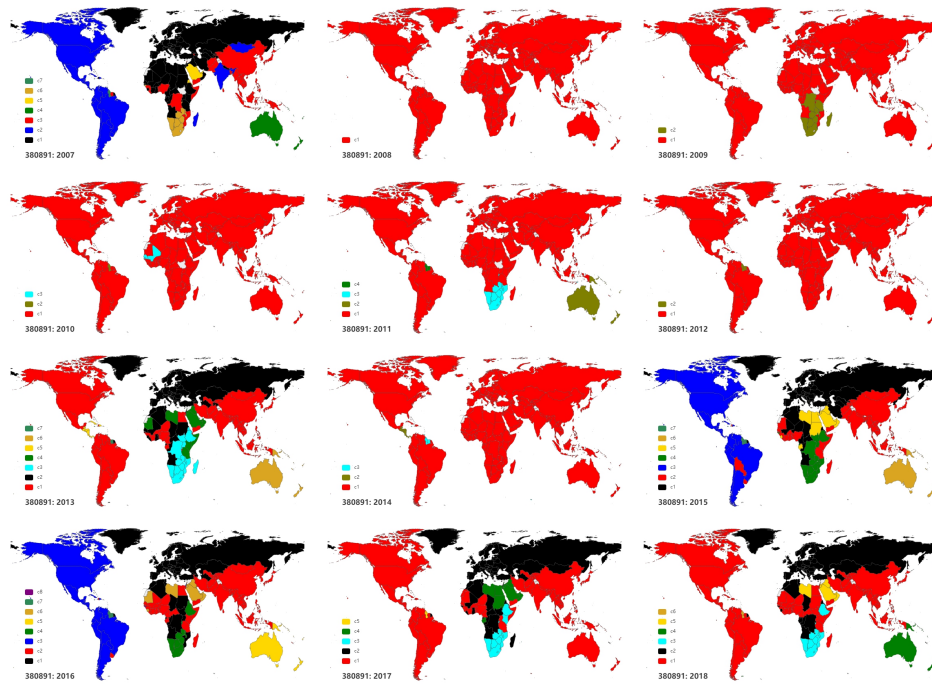 c7
c6
c5
c4
c3
c2
c1
380891: 2007
c1
380891: 2008
c2
c1
380891: 2009
c3
c2
c1
380891: 2010
c4
c3
c2
c1
380891: 2011
c2
c1
380891: 2012
c7
c6
c5
c4
c3
c2
c1
380891: 2013
c3
c2
c1
380891: 2014
c7
c6
c5
c4
c3
c2
c1
380891: 2015
c8
c7
c6
c5
c4
c3
c2
c1
380891: 2016
c5
c4
c3
c2
c1
380891: 2017
c6
c5
c4
c3
c2
c1
380891: 2018